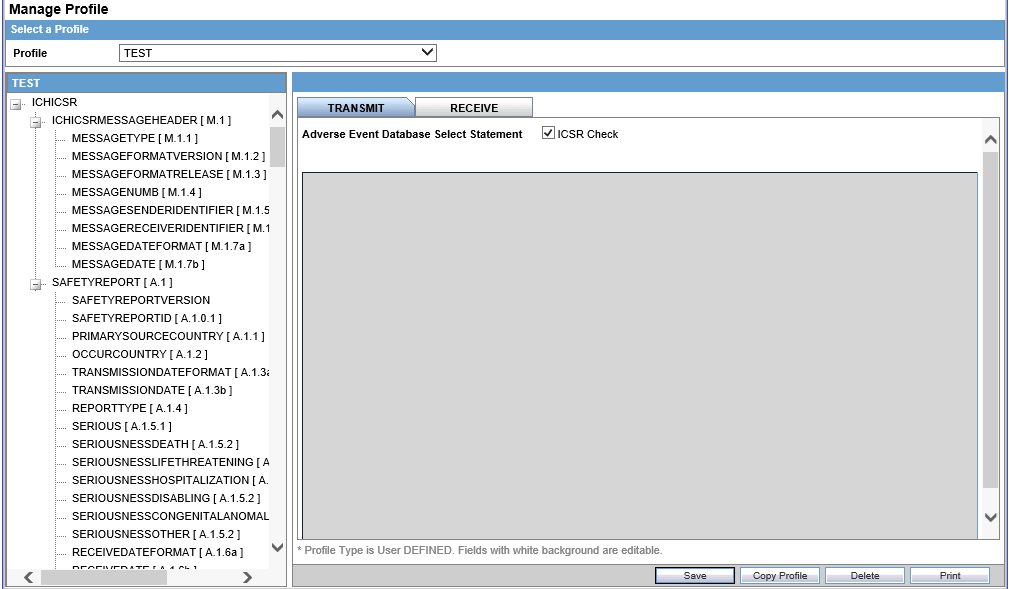 Manage Profile
Select a Profile
Profile
TEST
TEST
ICHICSR
ICHICSRMESSAGEHEADER [ M.1 ]
MESSAGETYPE [ M.1.1 ]
MESSAGEFORMATVERSION [ M.1.2 ]
MESSAGEFORMATRELEASE [ M.1.3 ]
MESSAGENUMB [ M.1.4 ]
MESSAGESENDERIDENTIFIER [ M.1.5
MESSAGERECEIVERIDENTIFIER [ M.1
MESSAGEDATEFORMAT [ M.1.7a ]
MESSAGEDATE [ M.1.7b ]
SAFETYREPORT [ A.1 ]
SAFETYREPORTVERSION
SAFETYREPORTID [ A.1.0.1 ]
PRIMARYSOURCECOUNTRY [ A.1.1 ]
OCCURCOUNTRY [ A.1.2 ]
TRANSMISSIONDATEFORMAT [ A.1.3a
TRANSMISSIONDATE [ A.1.3b ]
REPORTTYPE [ A.1.4 ]
SERIOUS [ A.1.5.1 ]
SERIOUSNESSDEATH [ A.1.5.2 ]
SERIOUSNESSLIFETHREATENING [ A
SERIOUSNESSHOSPITALIZATION [ A.
SERIOUSNESSDISABLING [ A.1.5.2 ]
SERIOUSNESSCONGENITALANOMAL
SERIOUSNESSOTHER [ A.1.5.2 ]
RECEIVEDATEFORMAT [ A.1.6a ]
RECEIVEDATE [ A.1.6b ]
TRANSMIT
RECEIVE
Adverse Event Database Select Statement
ICSR Check
* Profile Type is User DEFINED. Fields with white background are editable.
Save
Copy Profile
Delete
Print